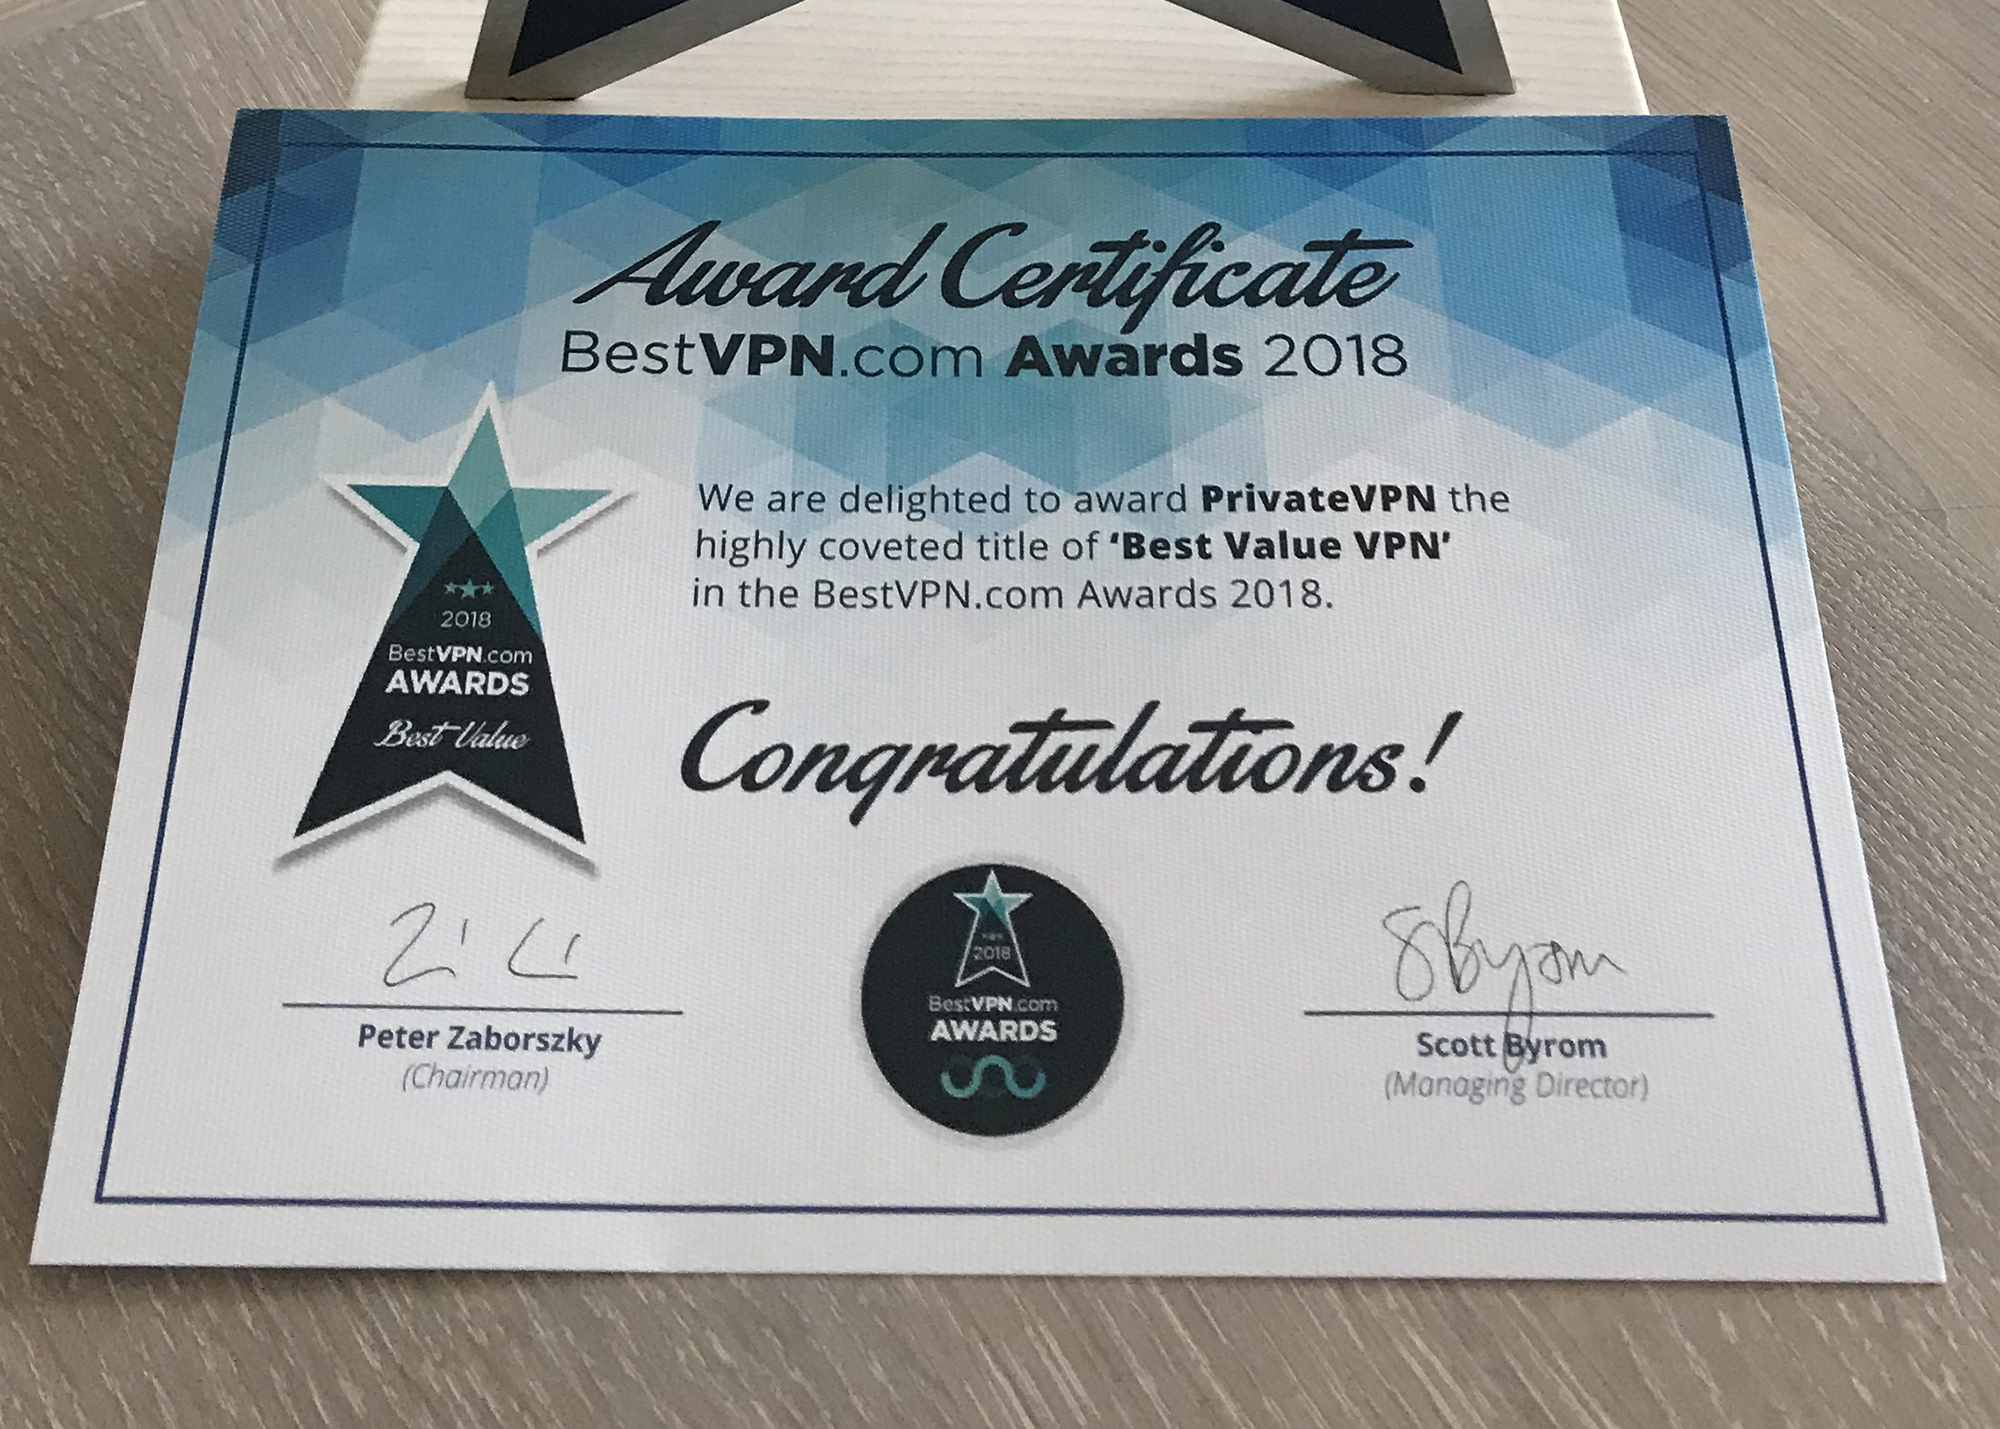 Award Certificate
BestVPN.com Awards 2018
We are delighted to award PrivateVPN the
highly coveted title of ‘Best Value VPN’
in the BestVPN.com Awards 2018.
2018
BestVPN.com
AWARDS
Best Value
Congratulations!
Peter Zaborszky
(Chairman)
2018
BestVPN.com
AWARDS
SByrom
Scott Byrom
(Managing Director)